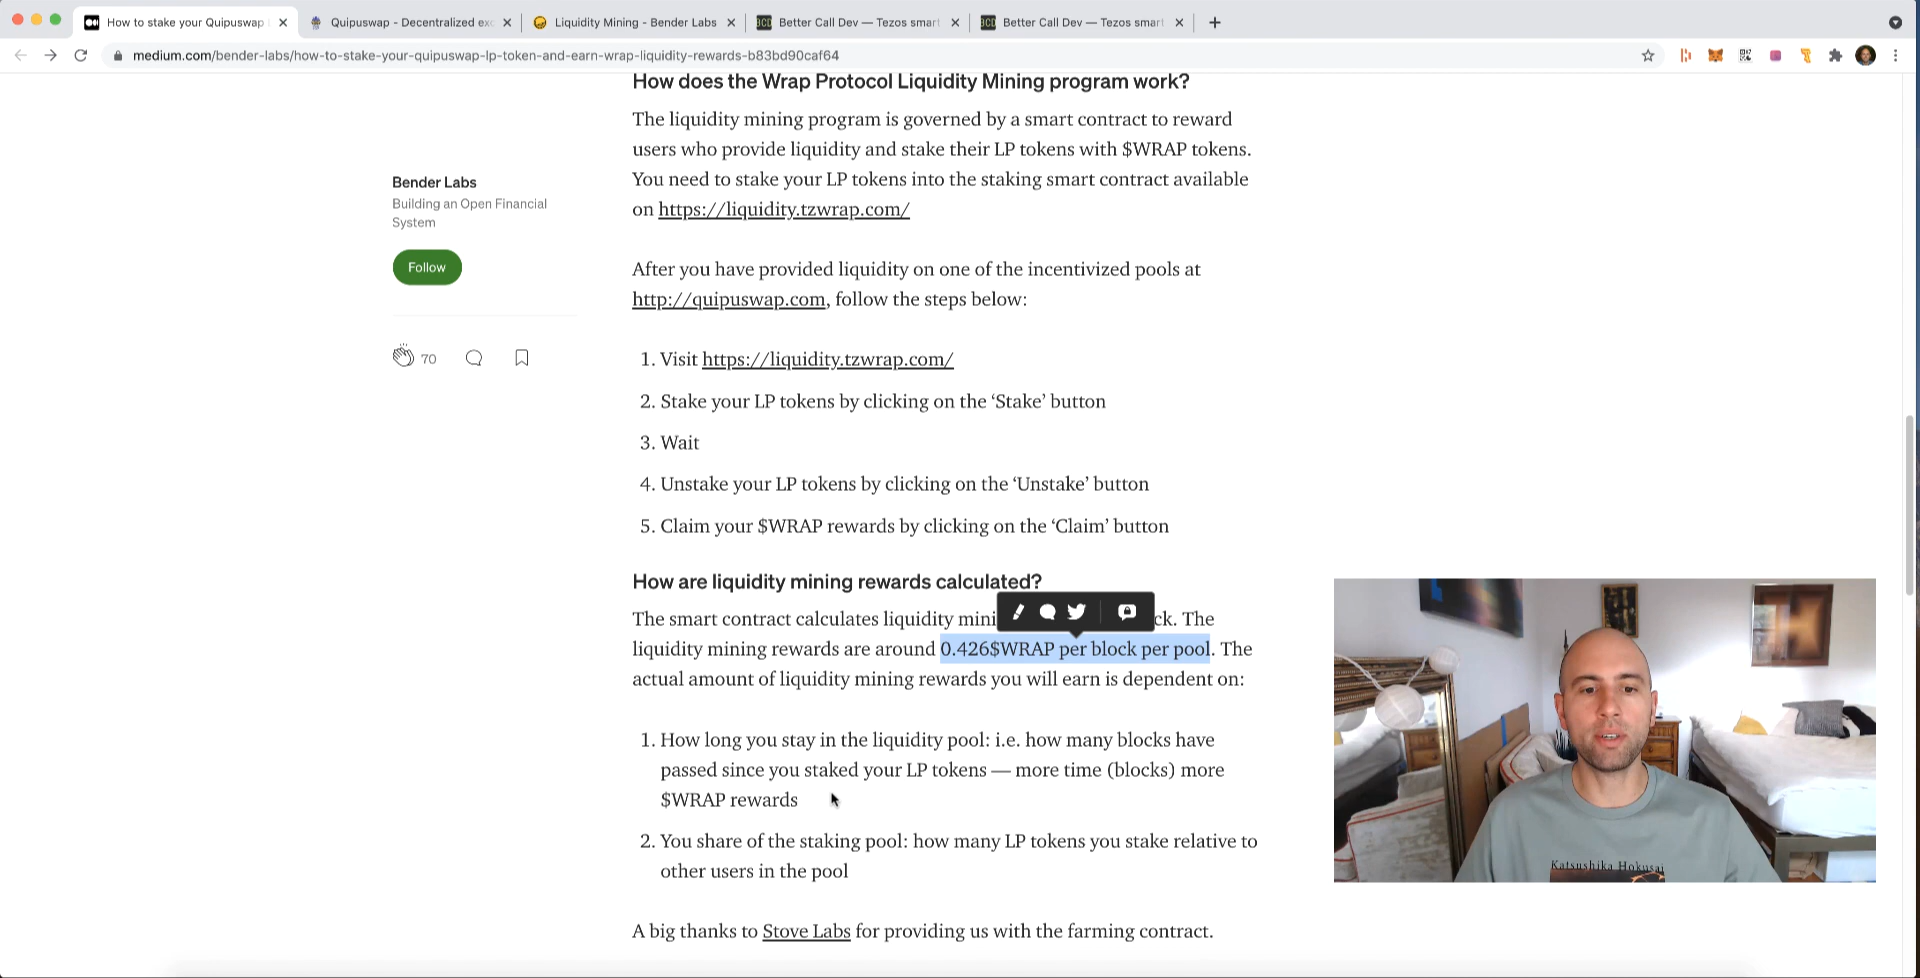 How to stake your Quipuswap
Quipuswap - Decentralized exc
Liquidity Mining - Bender Labs
BCD Better Call Dev — Tezos smar
BCD Better Call Dev — Tezos smart
medium.com/bender-labs/how-to-stake-your-quipuswap-lp-token-and-earn-wrap-liquidity-rewards-b83bd90caf64
How does the Wrap Protocol Liquidity Mining program work?
The liquidity mining program is governed by a smart contract to reward
users who provide liquidity and stake their LP tokens with $WRAP tokens.
You need to stake your LP tokens into the staking smart contract available
on https://liquidity.tzwrap.com/
Bender Labs
Building an Open Financial
System
Follow
70
After you have provided liquidity on one of the incentivized pools at
http://quipuswap.com, follow the steps below:
1. Visit https://liquidity.tzwrap.com/
2. Stake your LP tokens by clicking on the ‘Stake’ button
3. Wait
4. Unstake your LP tokens by clicking on the ‘Unstake’ button
5. Claim your $WRAP rewards by clicking on the ‘Claim’ button
How are liquidity mining rewards calculated?
The smart contract calculates liquidity mini ck. The
liquidity mining rewards are around 0.426$WRAP per block per pool. The
actual amount of liquidity mining rewards you will earn is dependent on:
1. How long you stay in the liquidity pool: i.e. how many blocks have
passed since you staked your LP tokens — more time (blocks) more
$WRAP rewards
2. You share of the staking pool: how many LP tokens you stake relative to
other users in the pool
A big thanks to Stove Labs for providing us with the farming contract.
Katsushika Hokusai